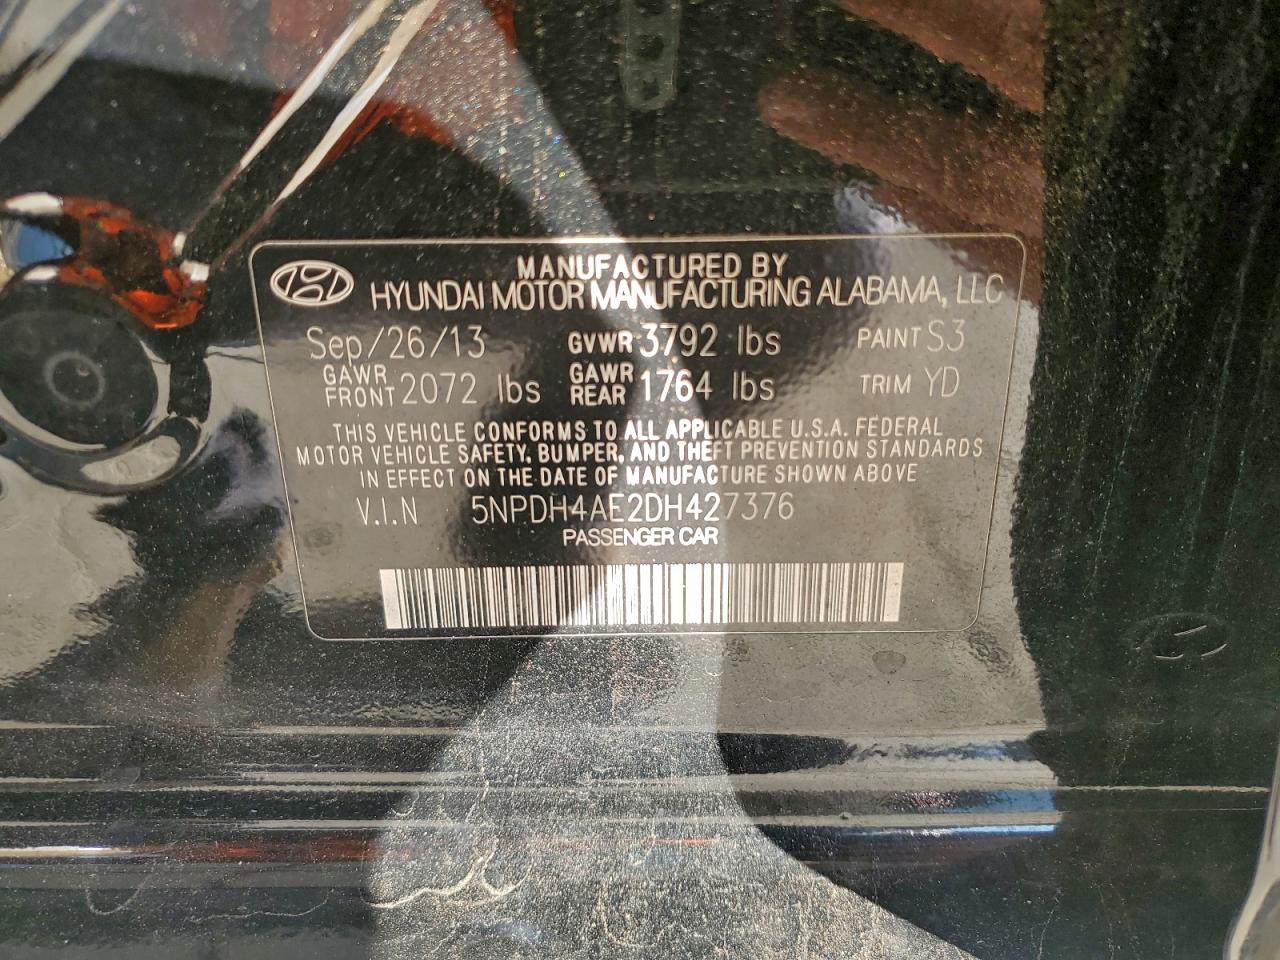 MANUFACTURED BY
HYUNDAI MOTOR MANUFACTURING ALABAMA, LLC
Sep/26/13 GVWR 3792 lbs PAINT S3
GAWR FRONT 2072 lbs GAWR REAR 1764 lbs TRIM YD
THIS VEHICLE CONFORMS TO ALL APPLICABLE U.S.A. FEDERAL
MOTOR VEHICLE SAFETY, BUMPER, AND THEFT PREVENTION STANDARDS
IN EFFECT ON THE DATE OF MANUFACTURE SHOWN ABOVE
V.I.N 5NPDH4AE2DH427376
PASSENGER CAR